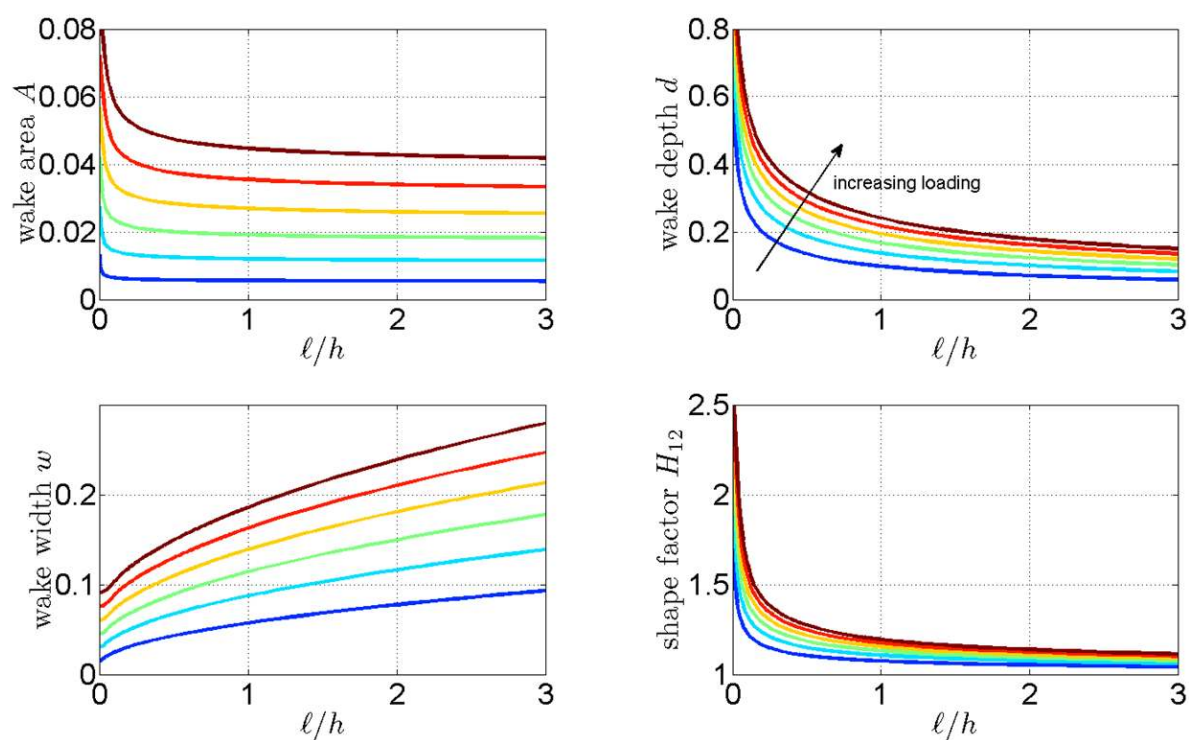 0.08
0.06
0.04
0.02
0
wake area A
0 1 2 3
ℓ/h
0.8
0.6
0.4
0.2
0
wake depth d
increasing loading
0 1 2 3
ℓ/h
0.2
0.1
0
wake width w
0 1 2 3
ℓ/h
2.5
2
1.5
1
shape factor H₁₂
0 1 2 3
ℓ/h